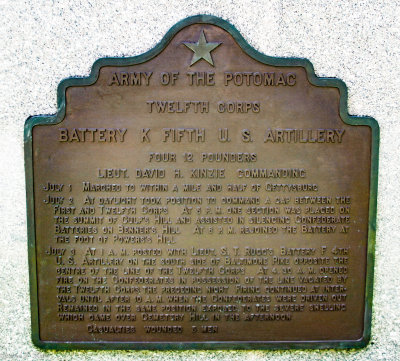 ARMY OF THE POTOMAC
TWELFTH CORPS
BATTERY K FIFTH U. S. ARTILLERY
FOUR 12 POUNDERS
LIEUT. DAVID H. KINZIE COMMANDING
JULY 1 MARCHED TO WITHIN A MILE AND HALF OF GETTYSBURG
JULY 2 AT DAYLIGHT TOOK POSITION TO COMMAND A GAP BETWEEN THE
FIRST AND TWELFTH CORPS AT 5 P. M. ONE SECTION WAS PLACED ON
THE SUMMIT OF CULP'S HILL AND ASSISTED IN SILENCING CONFEDERATE
BATTERIES ON BENNER'S HILL. AT 6 P. M. REJOINED THE BATTERY AT
THE FOOT OF POWERS'S HILL
JULY 3 AT 1 A. M. POSTED WITH LIEUT. S. T. RUGG'S BATTERY F 4TH
U. S. ARTILLERY ON THE SOUTH SIDE OF BALTIMORE PIKE OPPOSITE THE
CENTRE OF THE LINE OF THE TWELFTH CORPS AT 4.30 A. M. OPENED
FIRE ON THE CONFEDERATES IN POSSESSION OF THE LINE VACATED BY
THE TWELFTH CORPS THE PRECEDING NIGHT FIRING CONTINUED AT INTER-
VALS UNTIL AFTER 10 A. M. WHEN THE CONFEDERATES WERE DRIVEN OUT
REMAINED IN THE SAME POSITION EXPOSED TO THE SEVERE SHELLING
WHICH CAME OVER CEMETERY HILL IN THE AFTERNOON
CASUALTIES WOUNDED 5 MEN